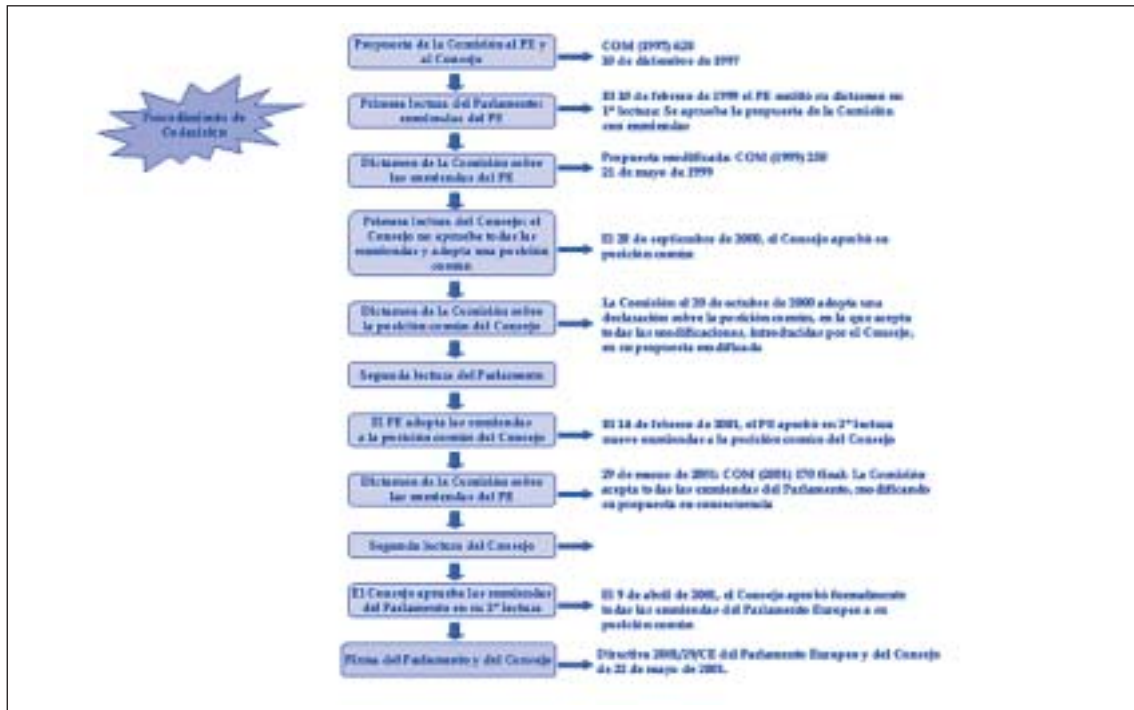 Propuesta de la Comisión al PE y
al Consejo
COM (1997) 628
10 de diciembre de 1997
Procedimiento de
Codecisión
Primera lectura del Parlamento:
enmiendas del PE
El 10 de febrero de 1999 el PE emitió su dictamen en
1ª lectura: Se aprueba la propuesta de la Comisión
con enmiendas
Dictamen de la Comisión sobre
las enmiendas del PE
Propuesta modificada: COM (1999) 250
21 de mayo de 1999
Primera lectura del Consejo: el
Consejo no aprueba todas las
enmiendas y adopta una posición
común
El 28 de septiembre de 2000, el Consejo aprobó su
posición común
Dictamen de la Comisión sobre
la posición común del Consejo
La Comisión el 20 de octubre de 2000 adopta una
declaración sobre la posición común, en la que acepta
todas las modificaciones, introducidas por el Consejo,
en su propuesta modificada
Segunda lectura del Parlamento
El PE adopta las enmiendas
a la posición común del Consejo
El 14 de febrero de 2001, el PE aprobó en 2ª lectura
nueve enmiendas a la posición común del Consejo
Dictamen de la Comisión sobre
las enmiendas del PE
29 de marzo de 2001: COM (2001) 170 final: La Comisión
acepta todas las enmiendas del Parlamento, modificando
su propuesta en consecuencia
Segunda lectura del Consejo
El Consejo aprueba las enmiendas
del Parlamento en su 2ª lectura
El 9 de abril de 2001, el Consejo aprobó formalmente
todas las enmiendas del Parlamento Europeo a su
posición común
Firma del Parlamento y del Consejo
Directiva 2001/29/CE del Parlamento Europeo y del Consejo
de 22 de mayo de 2001.